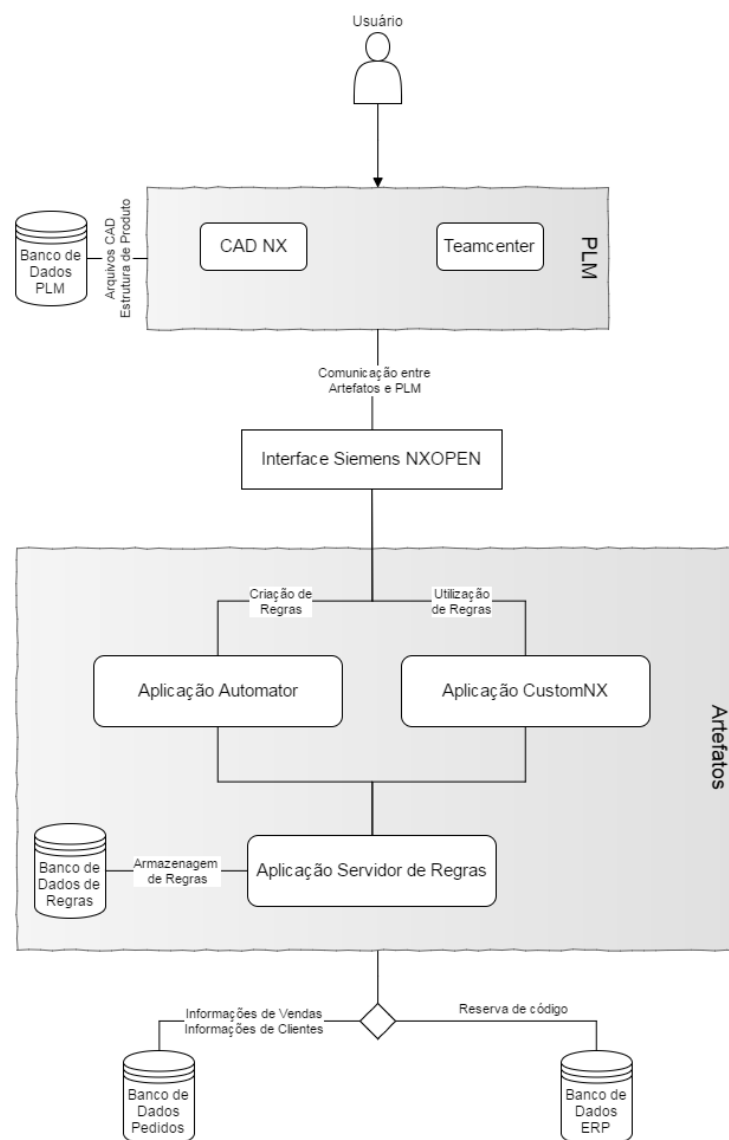 Usuário
CAD NX
Teamcenter
PLM
Banco de
Dados
PLM
Arquivos CAD
Estrutura de Produto
Comunicação entre
Artefatos e PLM
Interface Siemens NXOPEN
Criação de
Regras
Utilização
de Regras
Aplicação Automator
Aplicação CustomNX
Artefatos
Banco de
Dados de
Regras
Armazenagem
de Regras
Aplicação Servidor de Regras
Informações de Vendas
Informações de Clientes
Reserva de código
Banco de
Dados
Pedidos
Banco de
Dados
ERP